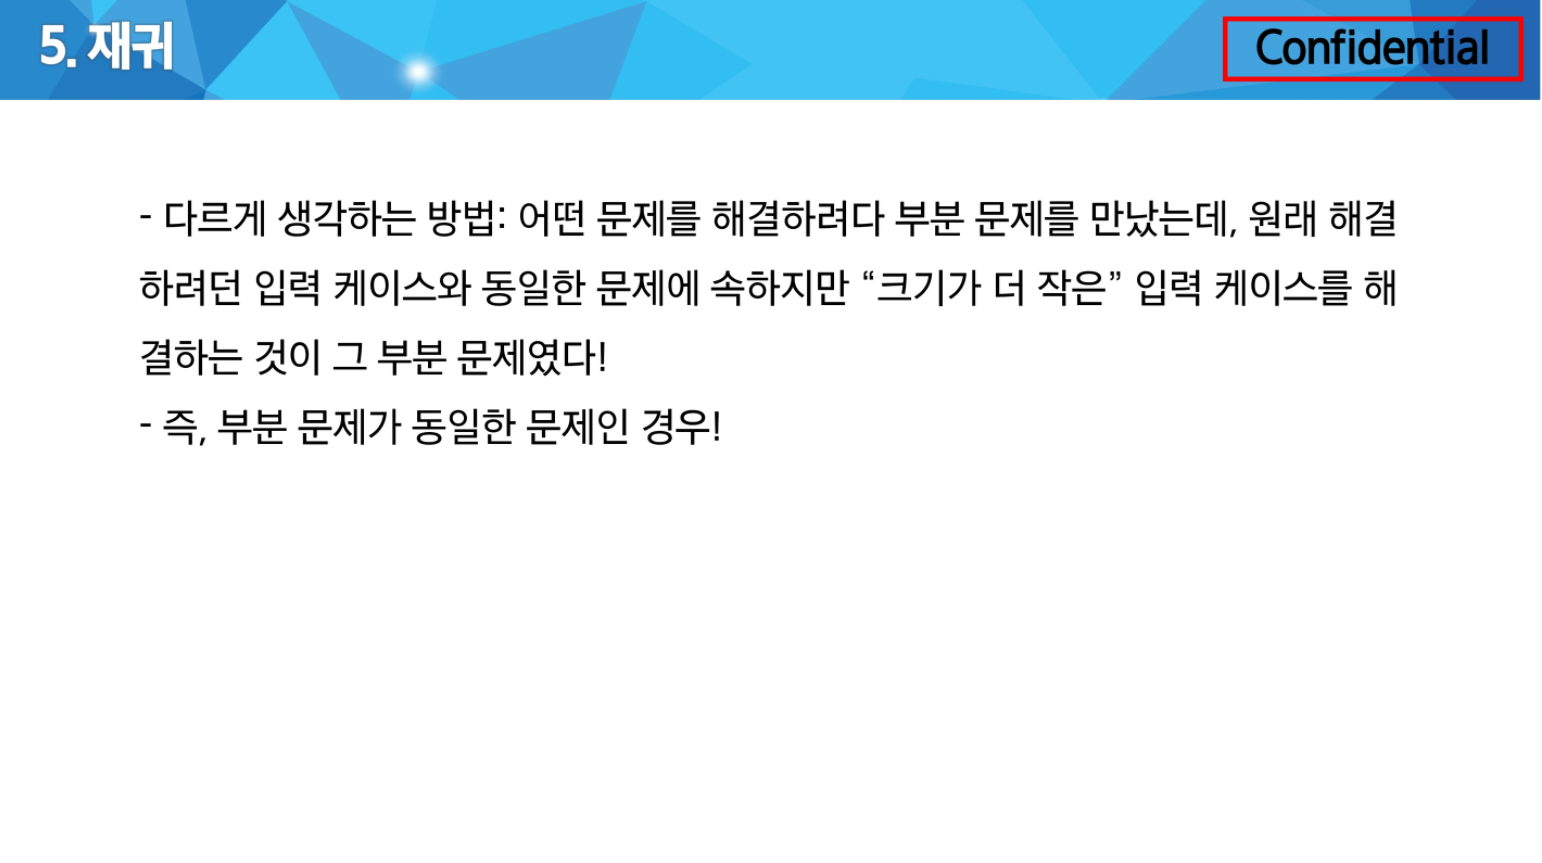 5. 재귀
Confidential
- 다르게 생각하는 방법: 어떤 문제를 해결하려다 부분 문제를 만났는데, 원래 해결
하려던 입력 케이스와 동일한 문제에 속하지만 “크기가 더 작은” 입력 케이스를 해
결하는 것이 그 부분 문제였다!
- 즉, 부분 문제가 동일한 문제인 경우!